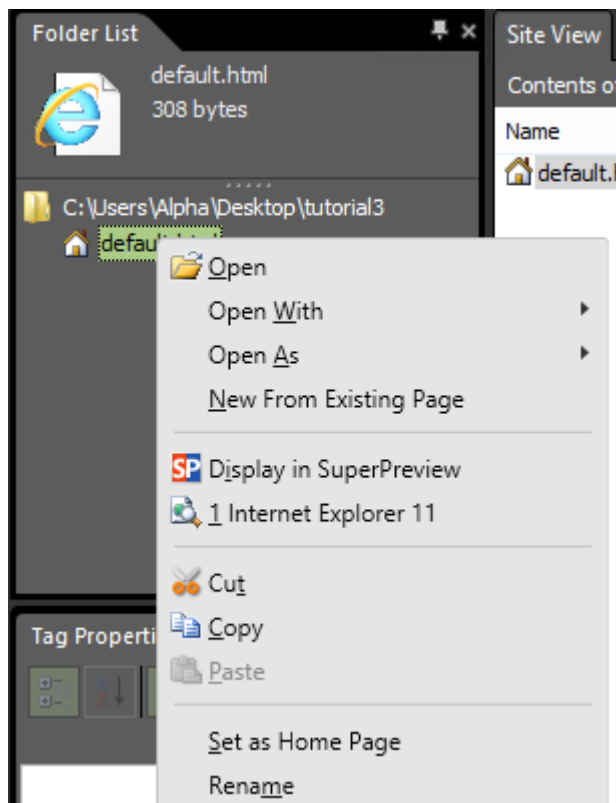 Folder List
default.html
308 bytes
C:\Users\Alpha\Desktop\tutorial3
Site View
Contents
Name
Open
Open With
Open As
New From Existing Page
SP Display in SuperPreview
1 Internet Explorer 11
Cut
Copy
Paste
Set as Home Page
Rename
Tag